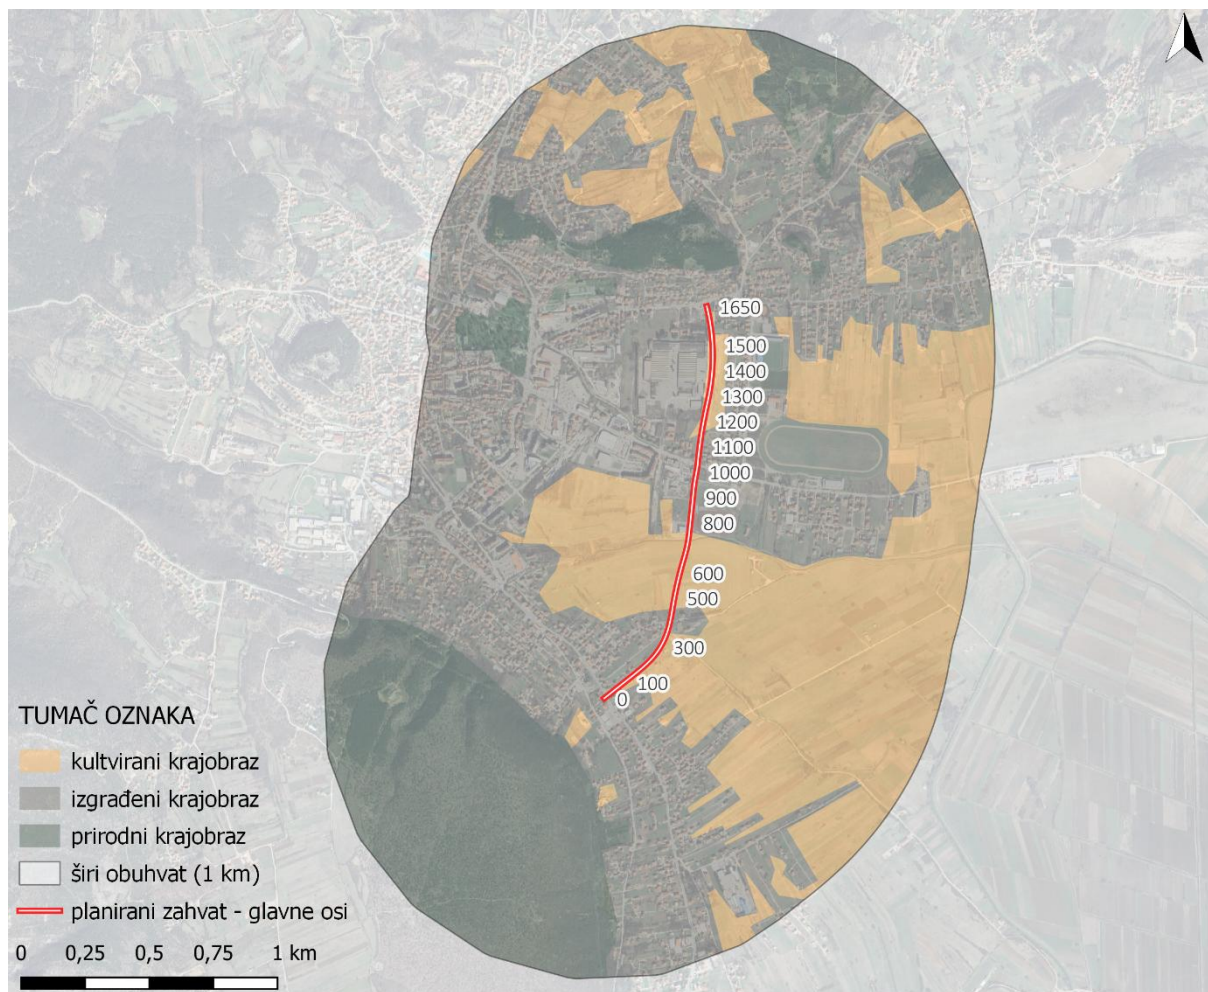 1650
1500
1400
1300
1200
1100
1000
900
800
600
500
300
100
0
TUMAČ OZNAKA
kultvirani krajobraz
izgrađeni krajobraz
prirodni krajobraz
širi obuhvat (1 km)
planirani zahvat - glavne osi
0 0,25 0,5 0,75 1 km